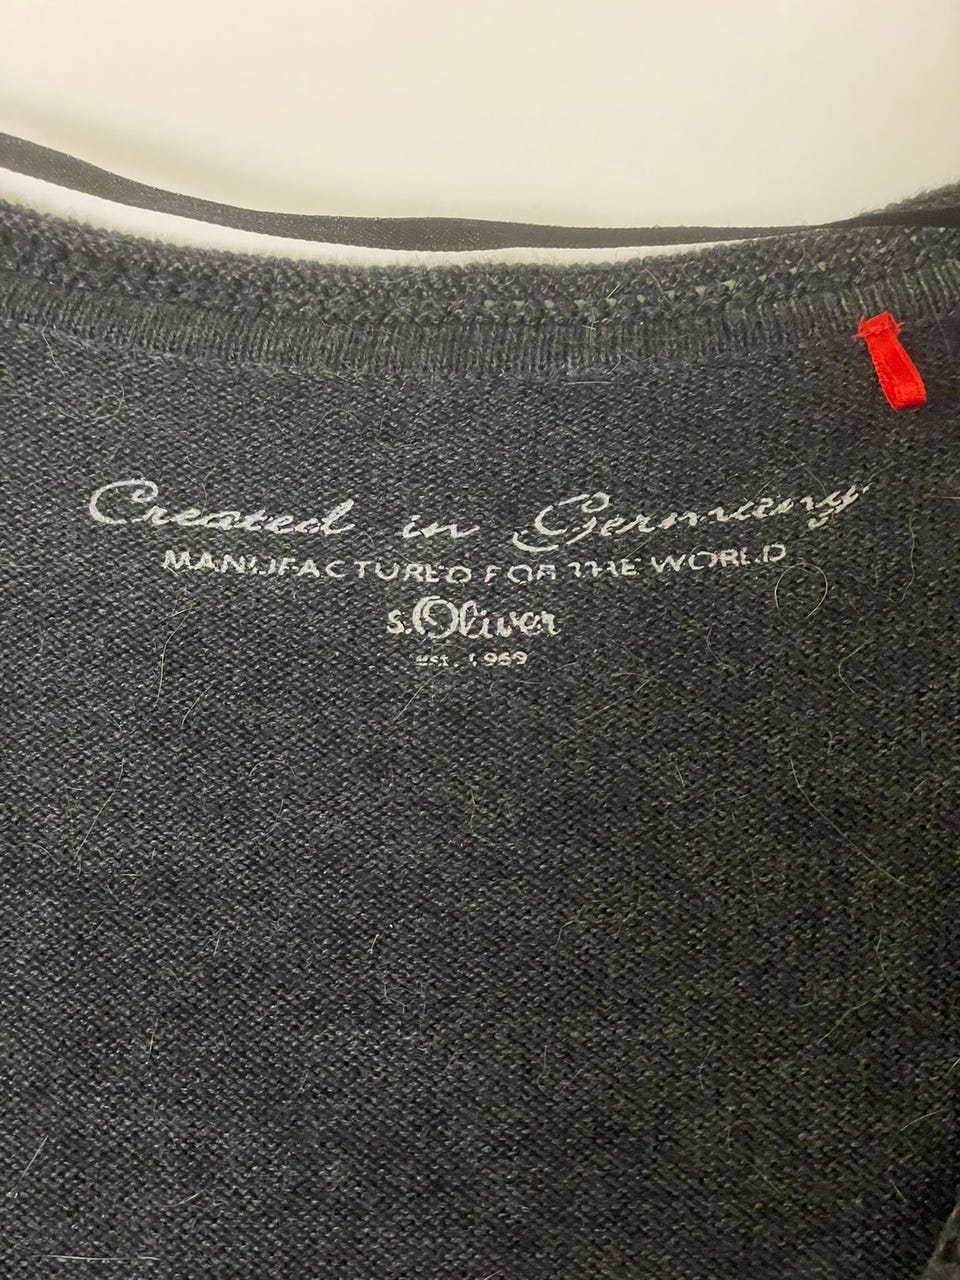 Created in Germany
MANUFACTURED FOR THE WORLD
s.Oliver
est. 1969